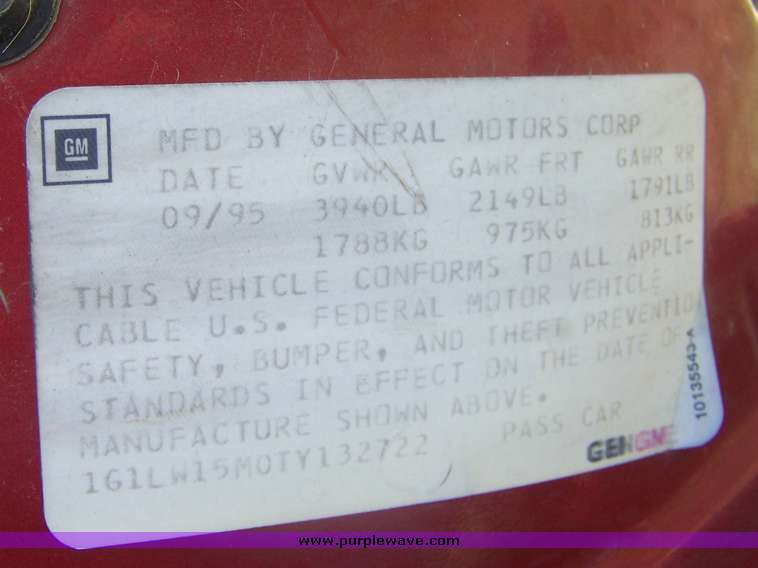 GM
MFD BY GENERAL MOTORS CORP
DATE GVWR GAWR FRT GAWR RR
09/95 3940LB 2149LB 1791LB
1788KG 975KG 813KG
THIS VEHICLE CONFORMS TO ALL APPLI-
CABLE U.S. FEDERAL MOTOR VEHICLE
SAFETY, BUMPER, AND THEFT PREVENTIO
STANDARDS IN EFFECT ON THE DATE OF
MANUFACTURE SHOWN ABOVE.
1G1LW15M0TY132722 PASS CAR
GENGNE
10135543-A
www.purplewave.com